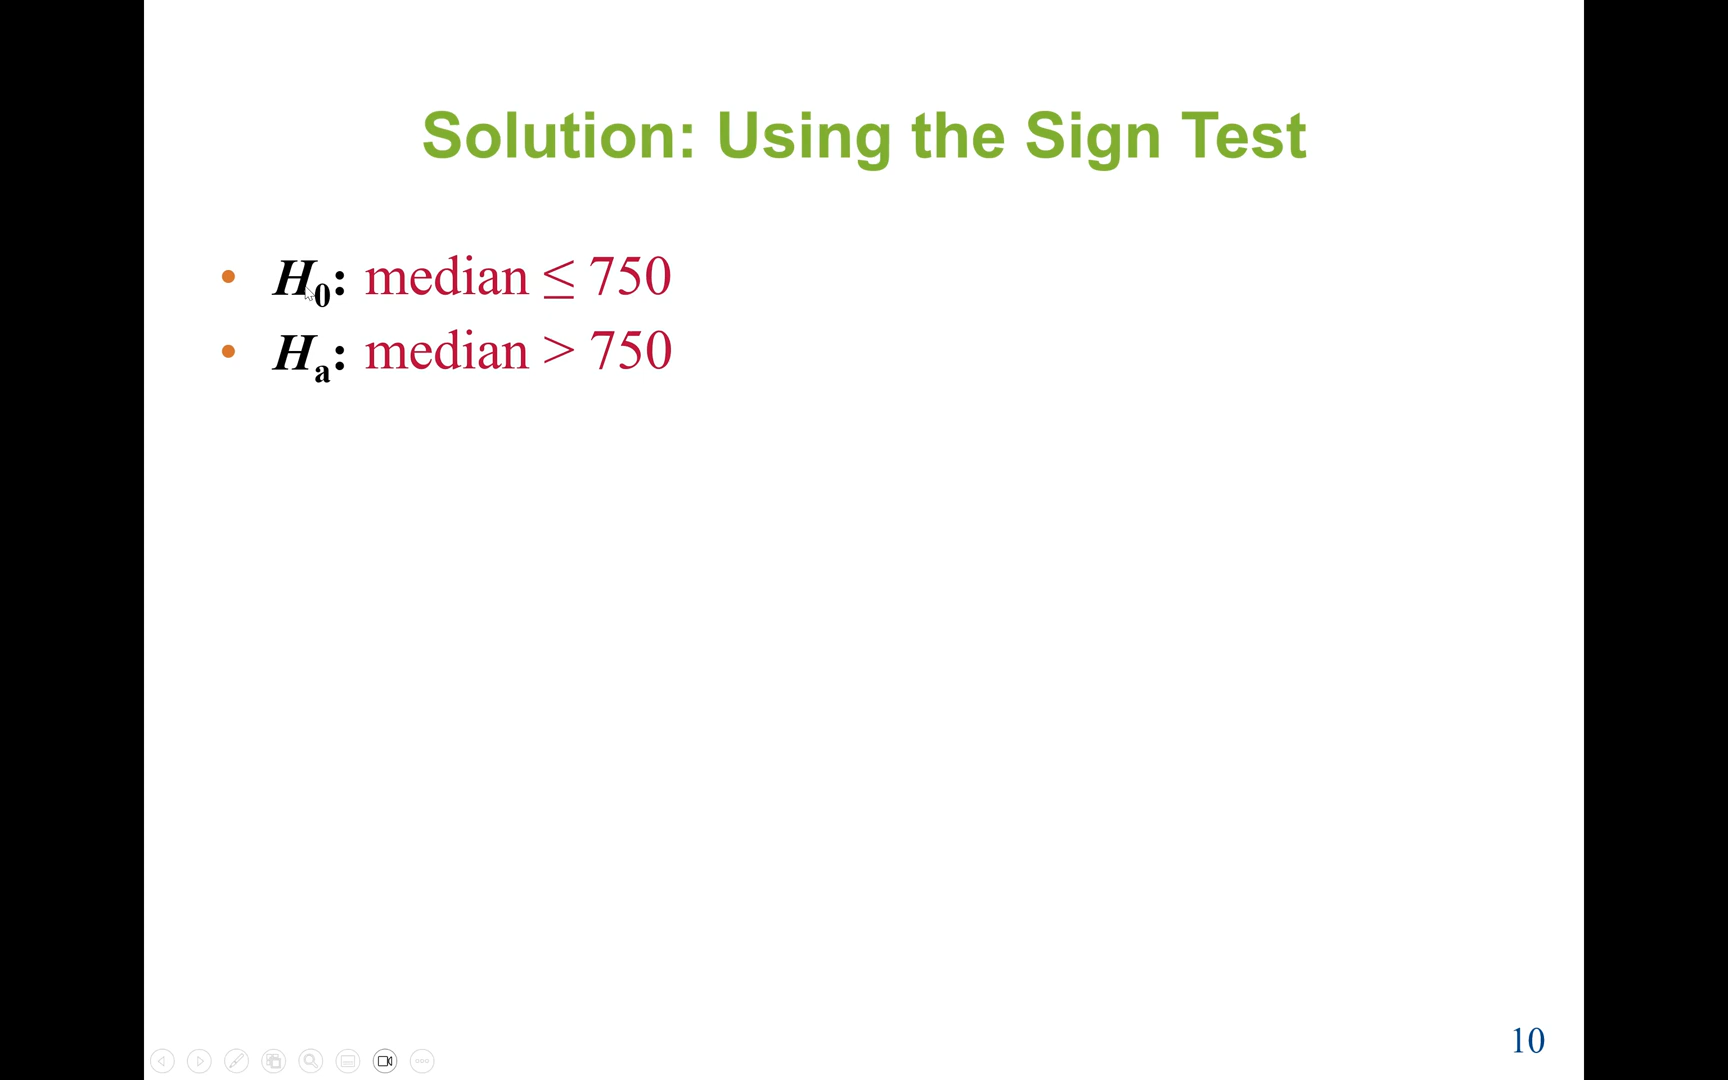 Solution: Using the Sign Test
• H₀: median ≤ 750
• Hₐ: median > 750
10